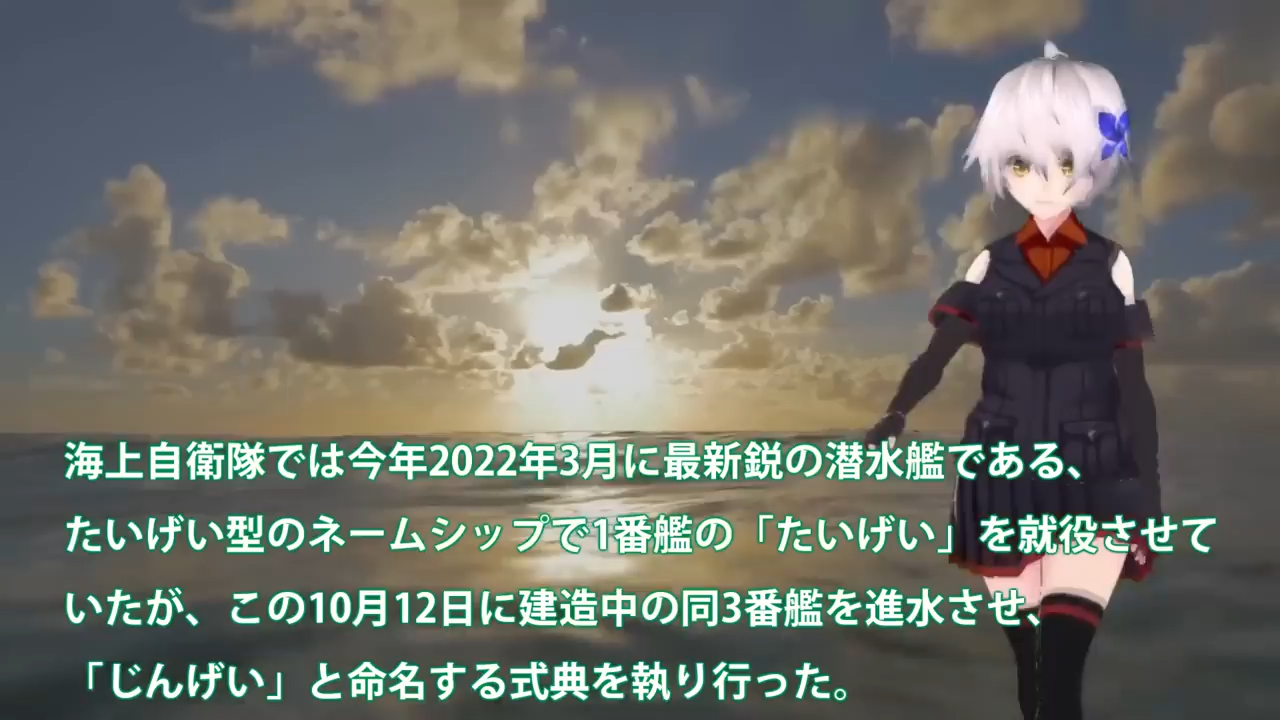 海上自衛隊では今年2022年3月に最新鋭の潜水艦である、
たいげい型のネームシップで1番艦の「たいげい」を就役させて
いたが、この10月12日に建造中の同3番艦を進水させ、
「じんげい」と命名する式典を執り行った。